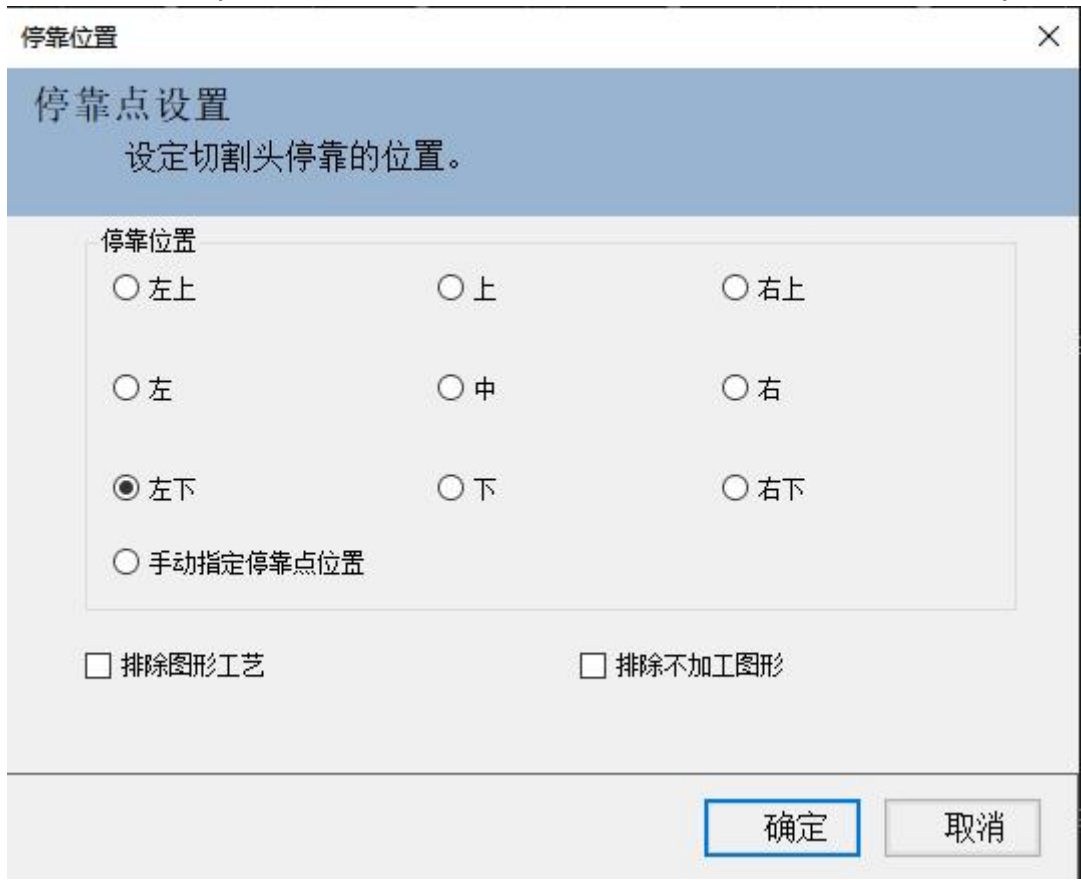 停靠位置
停靠点设置
设定切割头停靠的位置。
停靠位置
左上 上 右上
左 中 右
左下 下 右下
手动指定停靠点位置
排除图形工艺 排除不加工图形
确定 取消